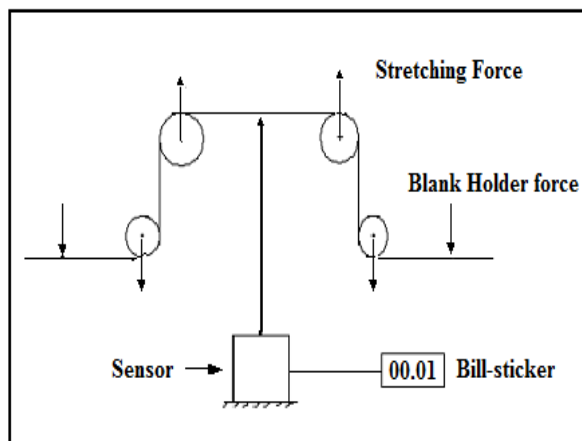 Stretching Force
Blank Holder force
Sensor
00.01
Bill-sticker